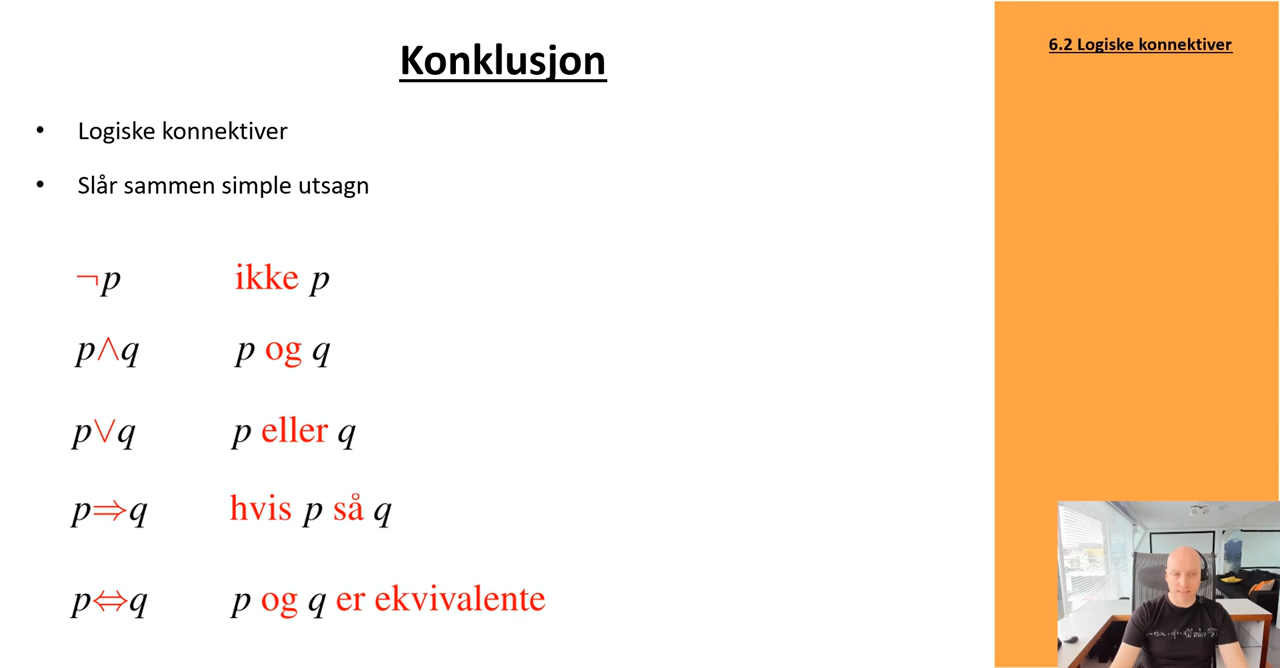 Konklusjon
6.2 Logiske konnektiver
• Logiske konnektiver
• Slår sammen simple utsagn
¬p ikke p
p∧q p og q
p∨q p eller q
p⇒q hvis p så q
p⇔q p og q er ekvivalente